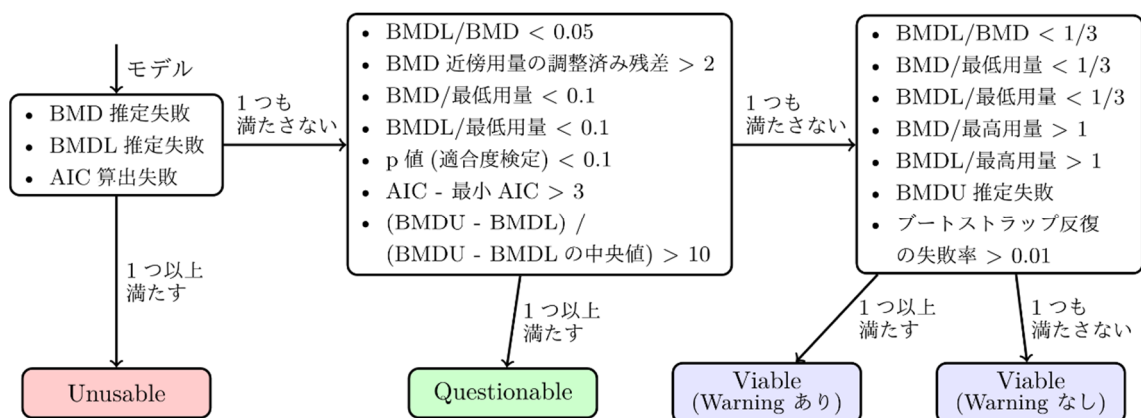 モデル
• BMD 推定失敗
• BMDL 推定失敗
• AIC 算出失敗
1 つも
満たさない
1 つ以上
満たす
Unusable
• BMDL/BMD < 0.05
• BMD 近傍用量の調整済み残差 > 2
• BMD/最低用量 < 0.1
• BMDL/最低用量 < 0.1
• p 値 (適合度検定) < 0.1
• AIC - 最小 AIC > 3
• (BMDU - BMDL) /
(BMDU - BMDL の中央値) > 10
1 つも
満たさない
1 つ以上
満たす
Questionable
• BMDL/BMD < 1/3
• BMD/最低用量 < 1/3
• BMDL/最低用量 < 1/3
• BMD/最高用量 > 1
• BMDL/最高用量 > 1
• BMDU 推定失敗
• ブートストラップ反復
の失敗率 > 0.01
1 つ以上
満たす
1 つも
満たさない
Viable
(Warning あり)
Viable
(Warning なし)